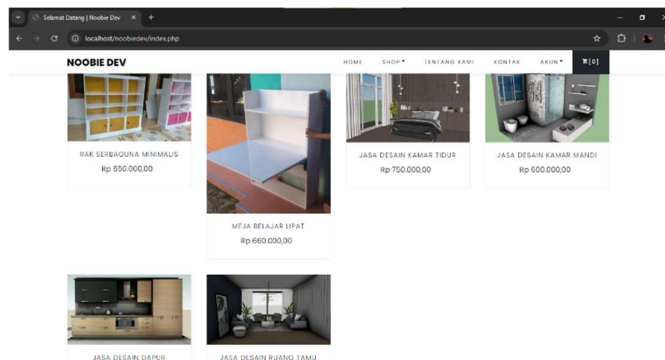 Selamat Datang | Noobie Dev
localhost/noobiedev/index.php
NOOBIE DEV
HOME SHOP TENTANG KAMI KONTAK AKUN [0]
RAK SERBAGUNA MINIMALIS
Rp 650.000,00
MEJA BELAJAR LIPAT
Rp 660.000,00
JASA DESAIN KAMAR TIDUR
Rp 750.000,00
JASA DESAIN KAMAR MANDI
Rp 600.000,00
JASA DESAIN DAPUR
JASA DESAIN RUANG TAMU